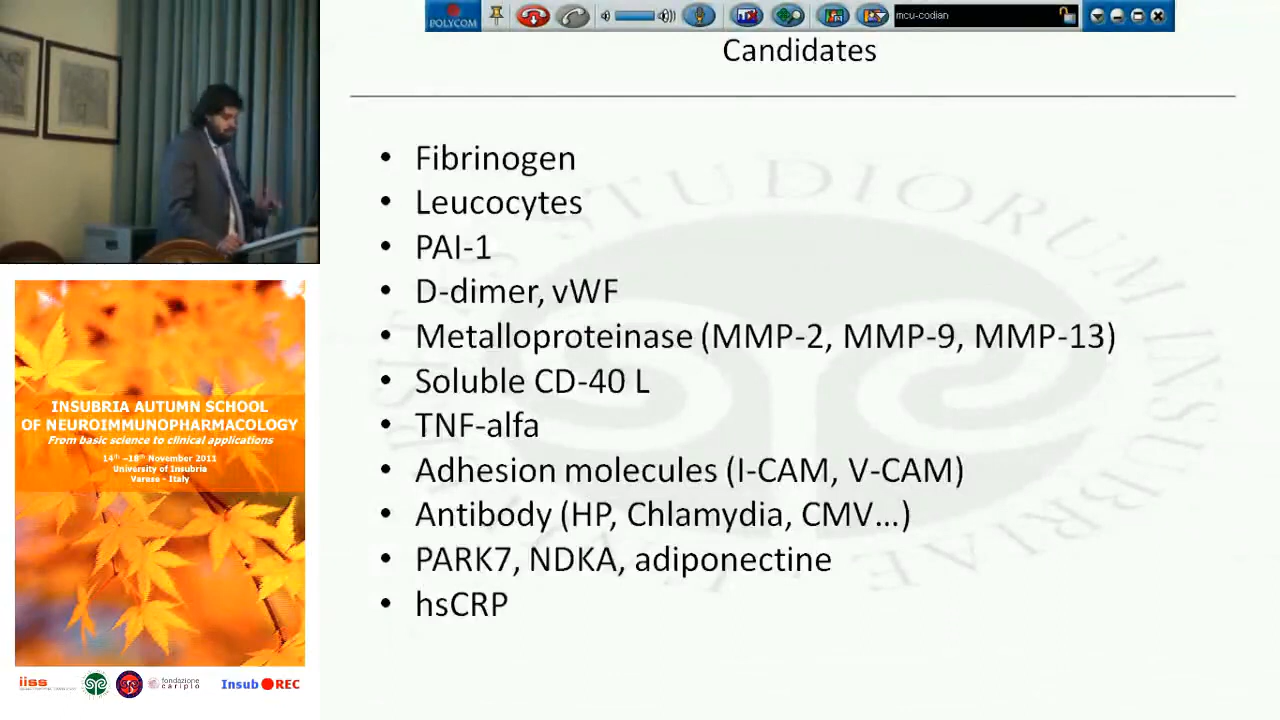 POLYCOM
mcu-codian
Candidates
• Fibrinogen
• Leucocytes
• PAI-1
• D-dimer, vWF
• Metalloproteinase (MMP-2, MMP-9, MMP-13)
• Soluble CD-40 L
• TNF-alfa
• Adhesion molecules (I-CAM, V-CAM)
• Antibody (HP, Chlamydia, CMV...)
• PARK7, NDKA, adiponectine
• hsCRP
STUDIORUM INSUBRIAE
INSUBRIA AUTUMN SCHOOL
OF NEUROIMMUNOPHARMACOLOGY
From basic science to clinical applications
14th –18th November 2011
University of Insubria
Varese - Italy
iiss
fondazione
cariplo
Insub REC